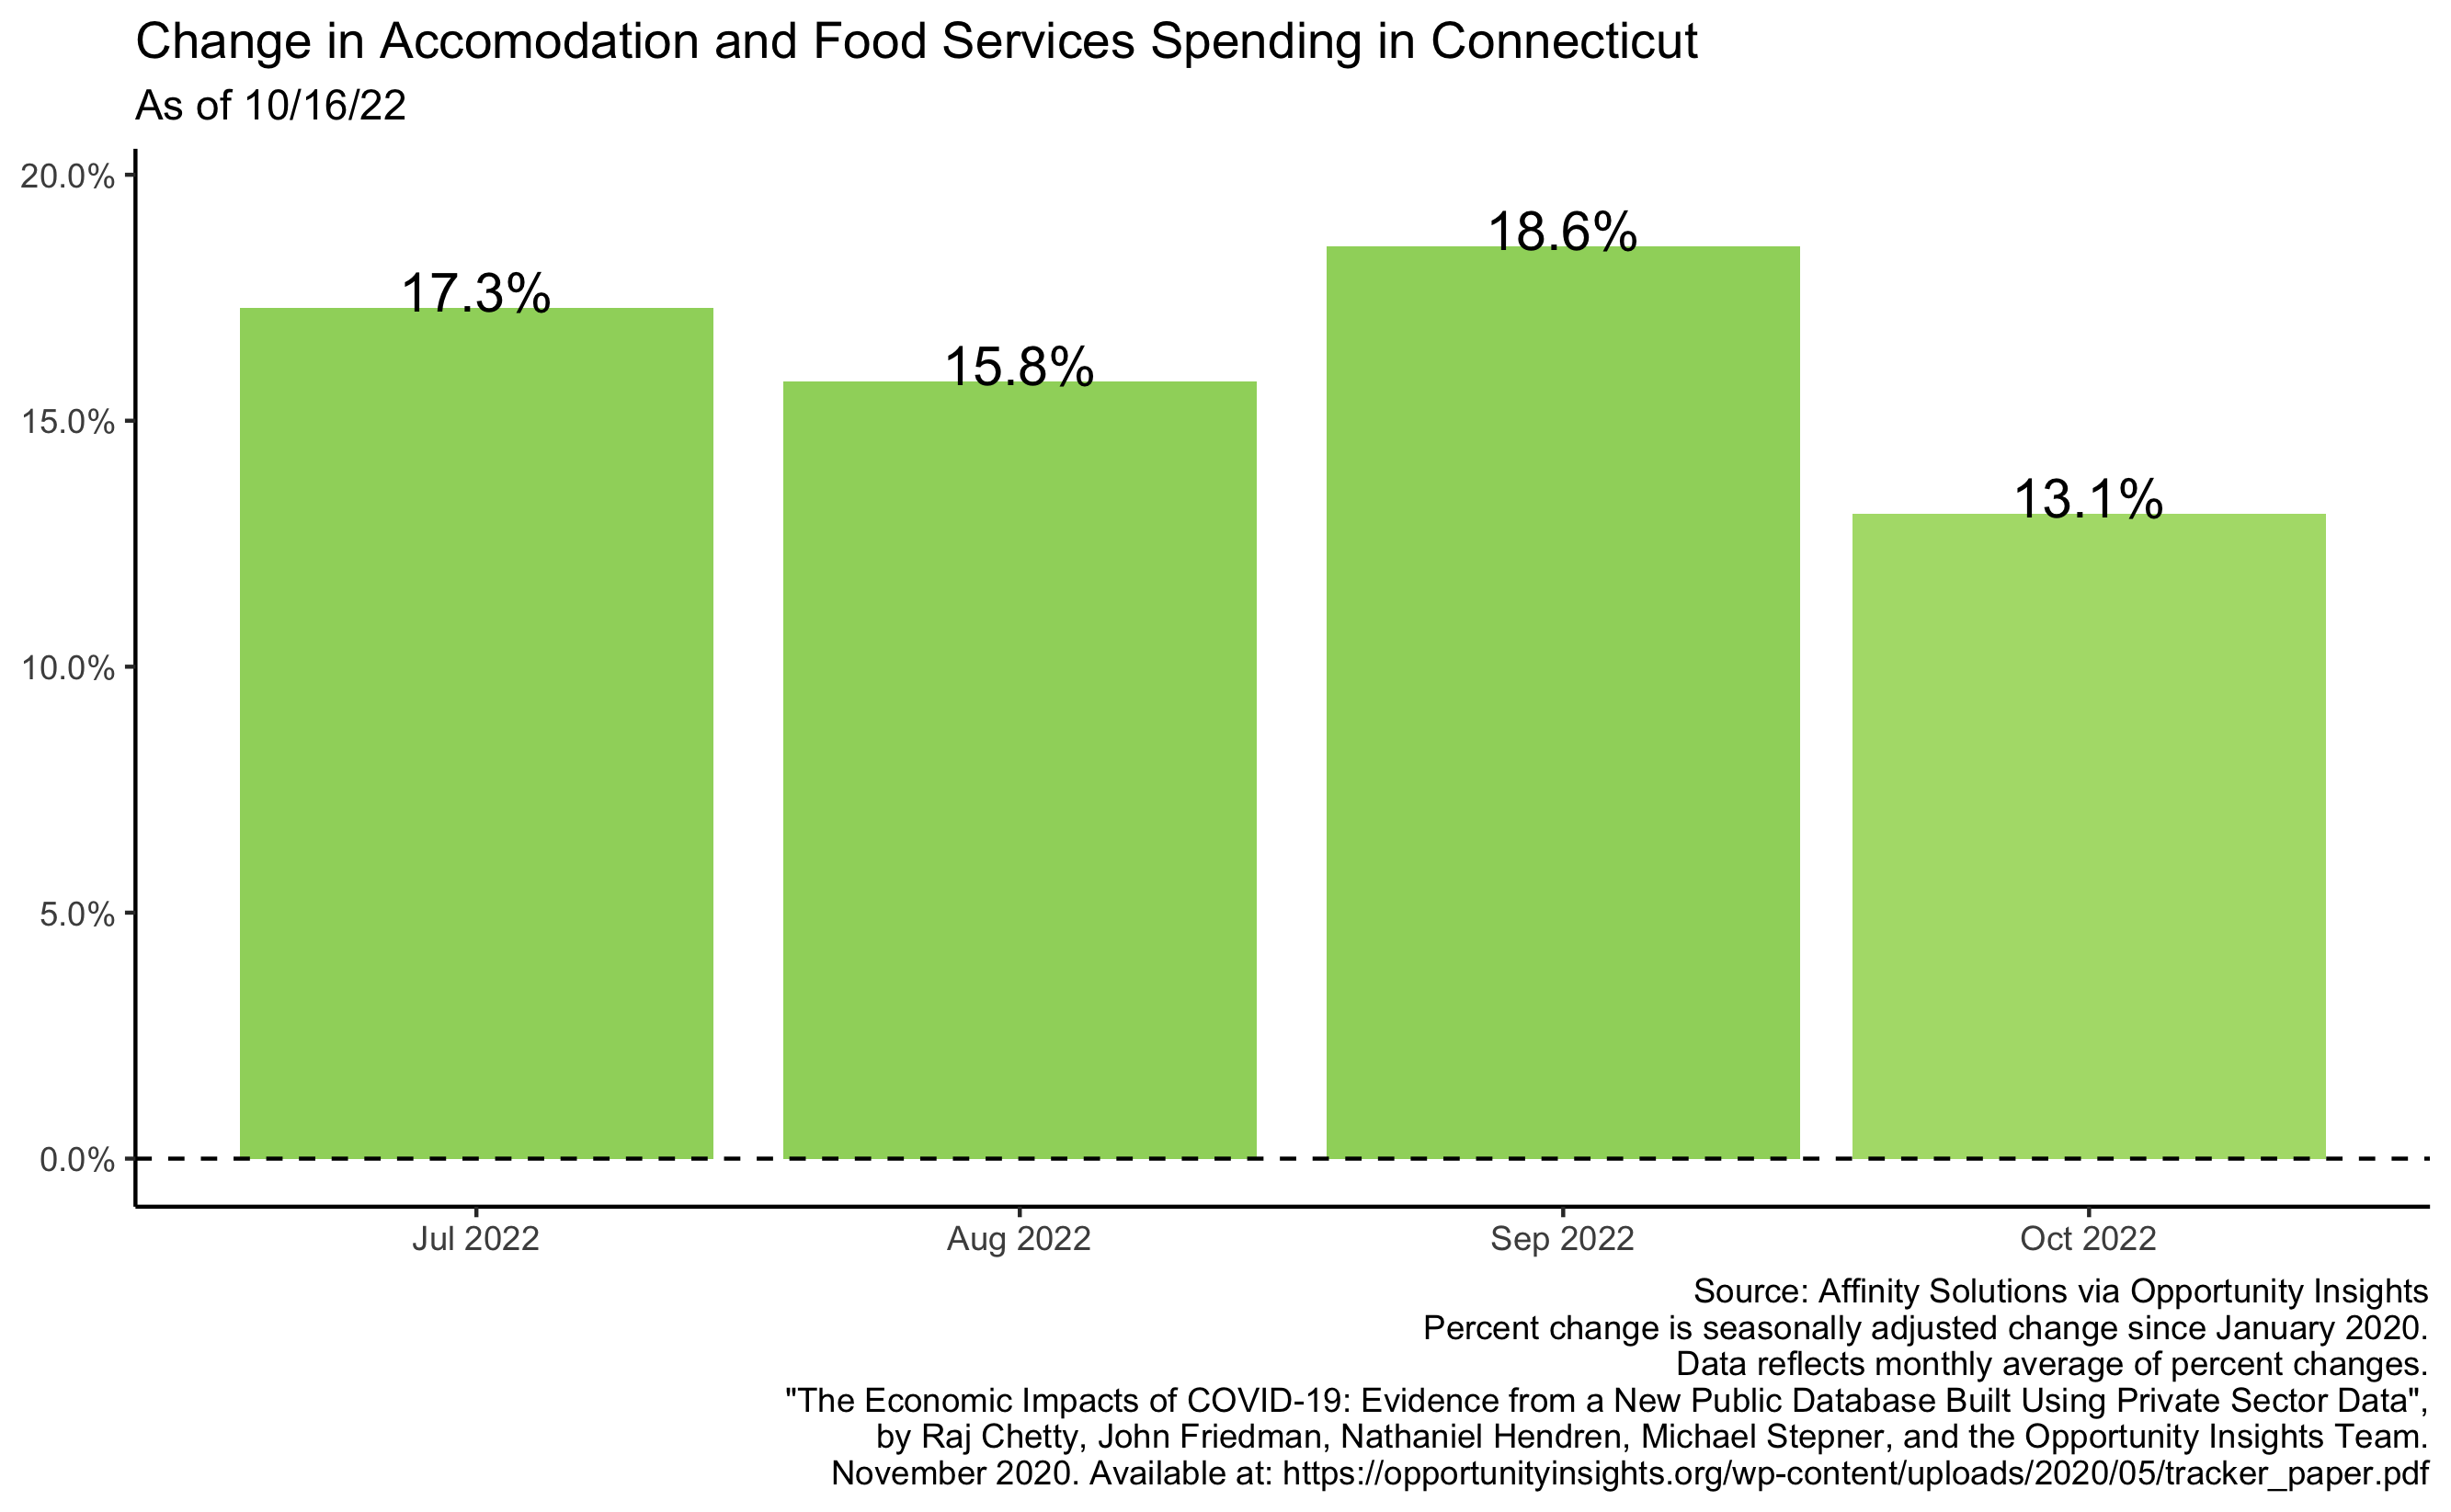 Change in Accomodation and Food Services Spending in Connecticut
As of 10/16/22
20.0%
15.0%
10.0%
5.0%
0.0%
17.3%
15.8%
18.6%
13.1%
Jul 2022
Aug 2022
Sep 2022
Oct 2022
Source: Affinity Solutions via Opportunity Insights
Percent change is seasonally adjusted change since January 2020.
Data reflects monthly average of percent changes.
"The Economic Impacts of COVID-19: Evidence from a New Public Database Built Using Private Sector Data",
by Raj Chetty, John Friedman, Nathaniel Hendren, Michael Stepner, and the Opportunity Insights Team.
November 2020. Available at: https://opportunityinsights.org/wp-content/uploads/2020/05/tracker_paper.pdf